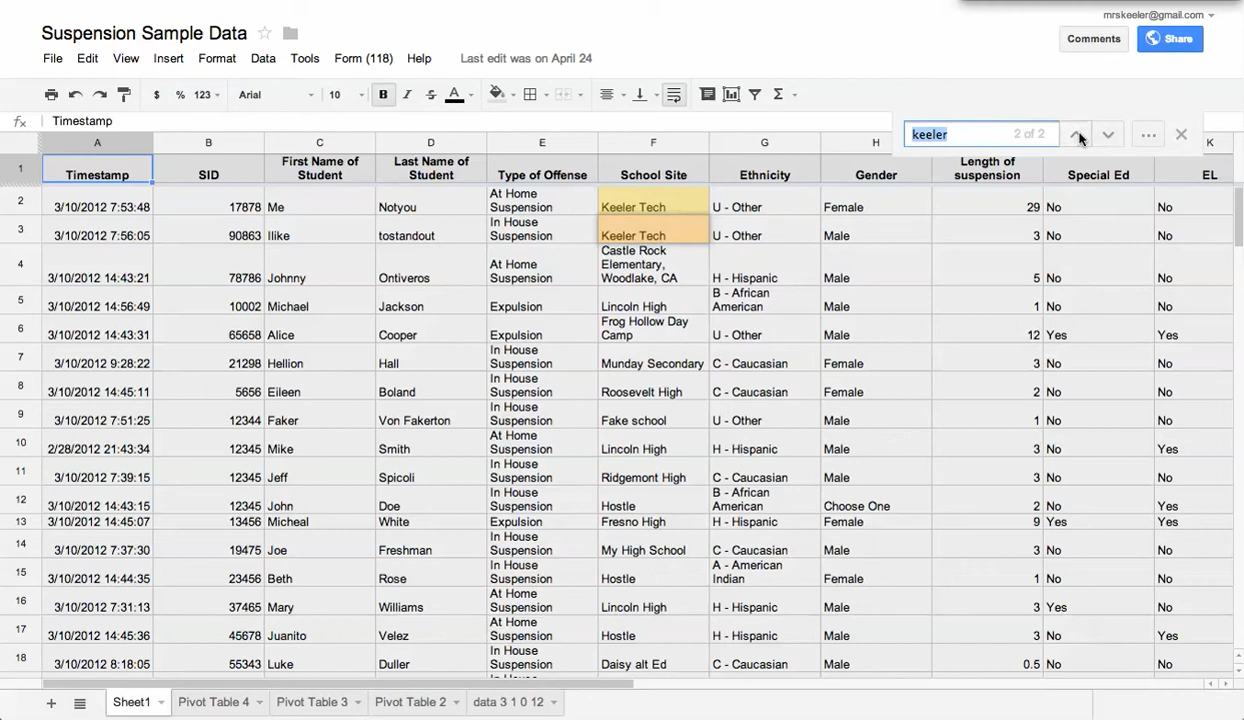 mrskeeler@gmail.com
Suspension Sample Data
Comments
Share
File Edit View Insert Format Data Tools Form (118) Help Last edit was on April 24
$ % 123 Arial 10 B I S A Σ
fx Timestamp
keeler 2 of 2
A B C D E F G H K
1 Timestamp SID First Name of Student Last Name of Student Type of Offense School Site Ethnicity Gender Length of suspension Special Ed EL
2 3/10/2012 7:53:48 17878 Me Notyou At Home Suspension Keeler Tech U - Other Female 29 No No
3 3/10/2012 7:56:05 90863 Ilike tostandout In House Suspension Keeler Tech U - Other Male 3 No No
4 3/10/2012 14:43:21 78786 Johnny Ontiveros At Home Suspension Castle Rock Elementary, Woodlake, CA H - Hispanic Male 5 No No
5 3/10/2012 14:56:49 10002 Michael Jackson Expulsion Lincoln High B - African American Male 1 No No
6 3/10/2012 14:43:31 65658 Alice Cooper Expulsion Frog Hollow Day Camp U - Other Male 12 Yes Yes
7 3/10/2012 9:28:22 21298 Hellion Hall In House Suspension Munday Secondary C - Caucasian Female 3 No No
8 3/10/2012 14:45:11 5656 Eileen Boland In House Suspension Roosevelt High C - Caucasian Female 2 No No
9 3/10/2012 7:51:25 12344 Faker Von Fakerton In House Suspension Fake school U - Other Male 1 No No
10 2/28/2012 21:43:34 12345 Mike Smith At Home Suspension Lincoln High H - Hispanic Male 3 No Yes
11 3/10/2012 7:39:15 12345 Jeff Spicoli In House Suspension Ridgemont High C - Caucasian Male 3 No No
12 3/10/2012 14:43:15 12345 John Doe In House Suspension Hostle B - African American Choose One 2 No Yes
13 3/10/2012 14:45:07 13456 Micheal White Expulsion Fresno High H - Hispanic Female 9 Yes Yes
14 3/10/2012 7:37:30 19475 Joe Freshman In House Suspension My High School C - Caucasian Male 3 No No
15 3/10/2012 14:44:35 23456 Beth Rose In House Suspension Hostle A - American Indian Female 1 No No
16 3/10/2012 7:31:13 37465 Mary Williams At Home Suspension Lincoln High H - Hispanic Male 3 Yes No
17 3/10/2012 14:45:36 45678 Juanito Velez At Home Suspension Hostle H - Hispanic Male 3 No Yes
18 3/10/2012 8:18:05 55343 Luke Duller In House Suspension Daisy alt Ed C - Caucasian Male 0.5 No No
Sheet1 Pivot Table 4 Pivot Table 3 Pivot Table 2 data 3 1 0 12